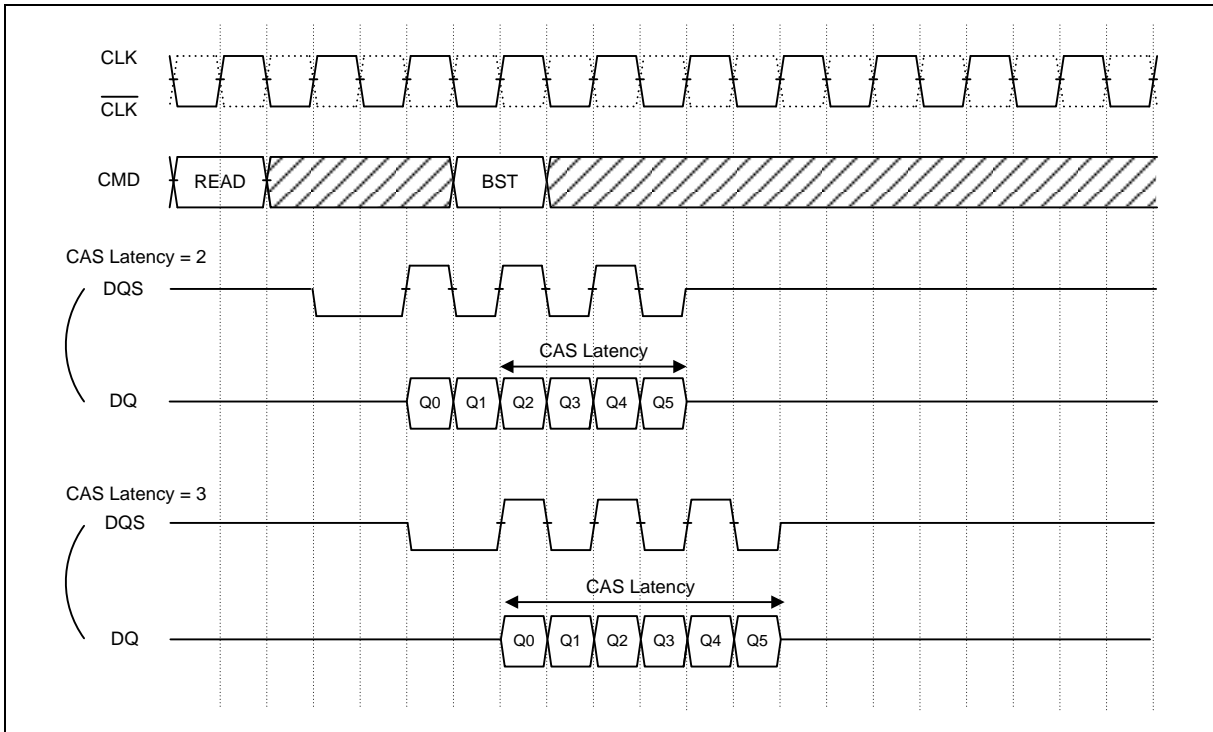 CLK
CLK
CMD READ BST
CAS Latency = 2
DQS
CAS Latency
DQ Q0 Q1 Q2 Q3 Q4 Q5
CAS Latency = 3
DQS
CAS Latency
DQ Q0 Q1 Q2 Q3 Q4 Q5